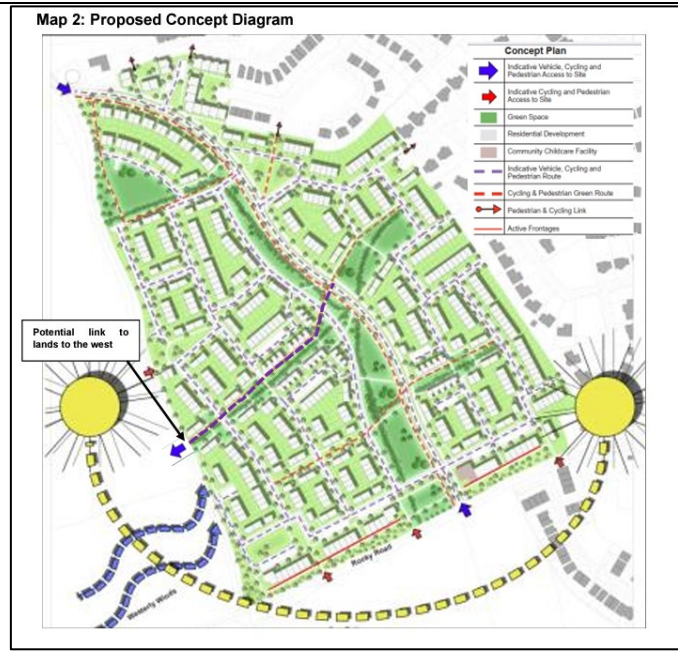 Map 2: Proposed Concept Diagram
Concept Plan
Indicative Vehicle, Cycling and
Pedestrian Access to Site
Indicative Cycling and Pedestrian
Access to Site
Green Space
Residential Development
Community Childcare Facility
Indicative Vehicle, Cycling and
Pedestrian Route
Cycling & Pedestrian Green Route
Pedestrian & Cycling Link
Active Frontages
Potential link to
lands to the west
Rocky Road
Westerly Winds